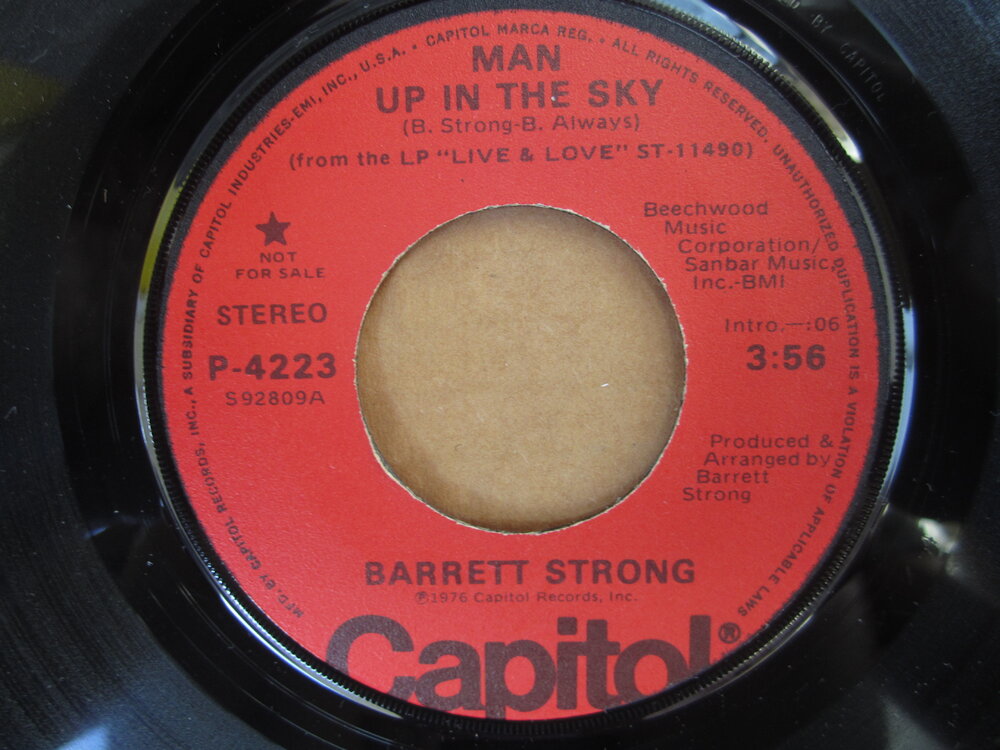 MAN
UP IN THE SKY
(B. Strong-B. Always)
(from the LP "LIVE & LOVE" ST-11490)
NOT
FOR SALE
STEREO
P-4223
S92809A
Beechwood
Music
Corporation/
Sanbar Music,
Inc.-BMI
Intro.—:06
3:56
Produced &
Arranged by
Barrett
Strong
BARRETT STRONG
℗1976 Capitol Records, Inc.
Capitol®
MFD. BY CAPITOL RECORDS, INC., A SUBSIDIARY OF CAPITOL INDUSTRIES-EMI, INC., U.S.A. • CAPITOL MARCA REG. • ALL RIGHTS RESERVED. UNAUTHORIZED DUPLICATION IS A VIOLATION OF APPLICABLE LAWS
BY CAPITOL